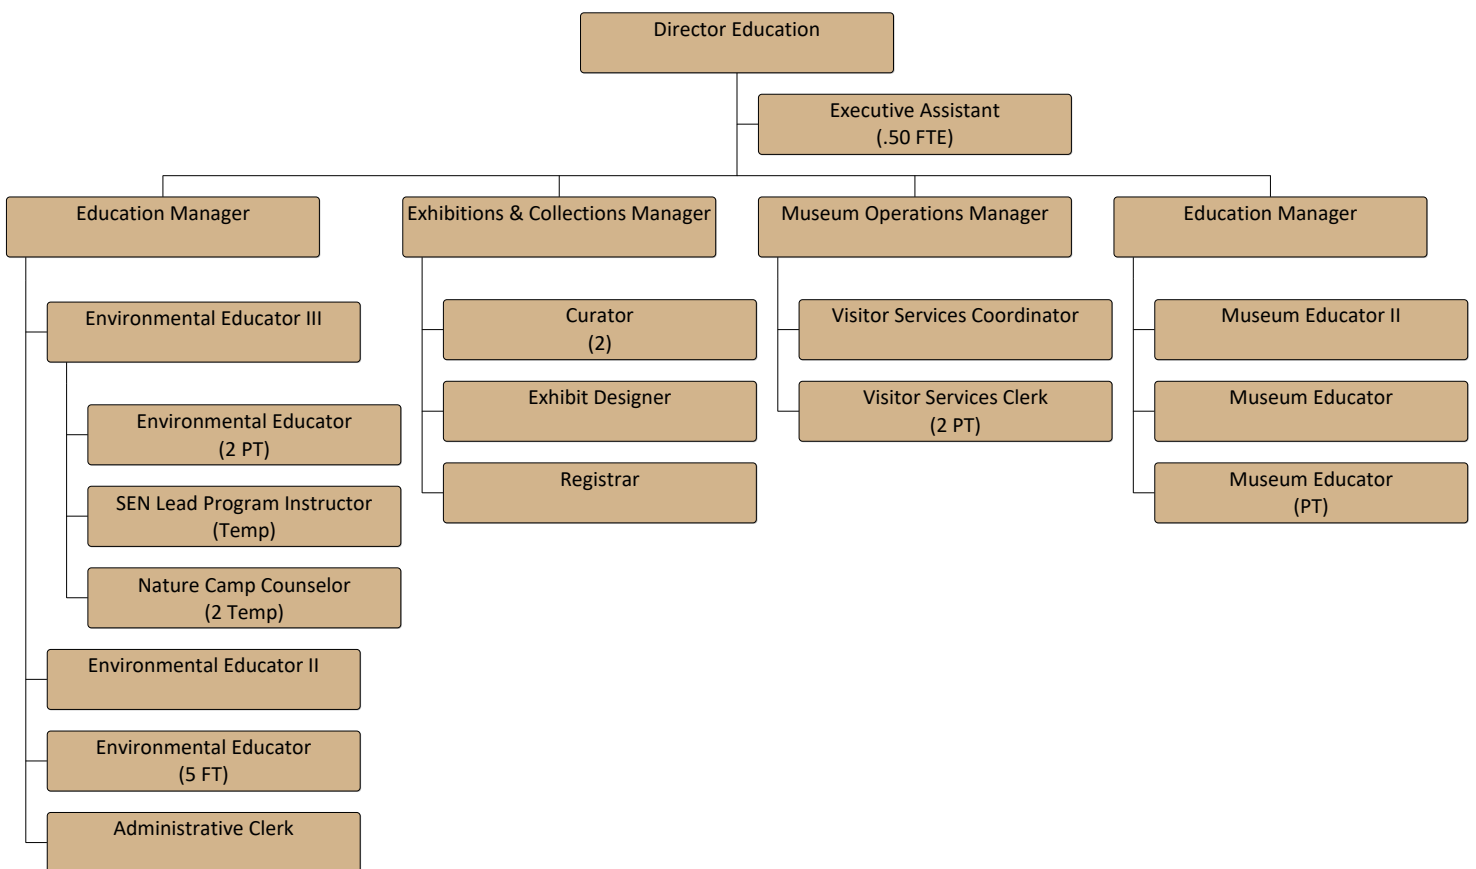 Director Education
Executive Assistant
(.50 FTE)
Education Manager
Environmental Educator III
Environmental Educator
(2 PT)
SEN Lead Program Instructor
(Temp)
Nature Camp Counselor
(2 Temp)
Environmental Educator II
Environmental Educator
(5 FT)
Administrative Clerk
Exhibitions & Collections Manager
Curator
(2)
Exhibit Designer
Registrar
Museum Operations Manager
Visitor Services Coordinator
Visitor Services Clerk
(2 PT)
Education Manager
Museum Educator II
Museum Educator
Museum Educator
(PT)